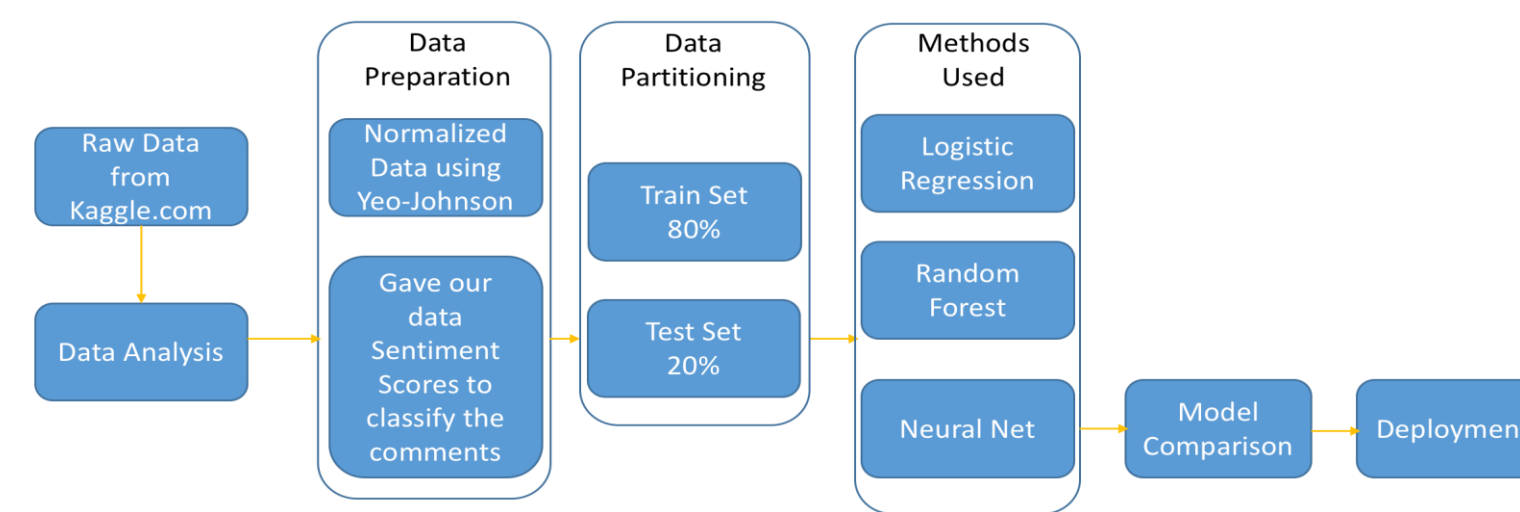 Raw Data
from
Kaggle.com
Data Analysis
Data
Preparation
Normalized
Data using
Yeo-Johnson
Gave our
data
Sentiment
Scores to
classify the
comments
Data
Partitioning
Train Set
80%
Test Set
20%
Methods
Used
Logistic
Regression
Random
Forest
Neural Net
Model
Comparison
Deploymen